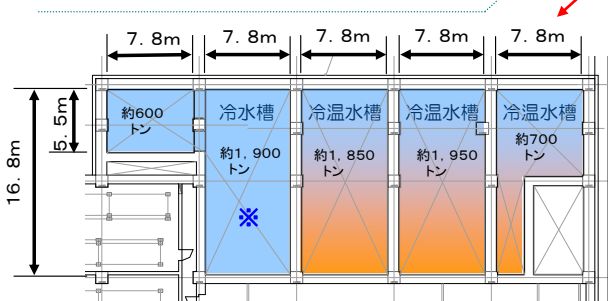 7. 8m
7. 8m
7. 8m
7. 8m
7. 8m
5. 5m
16. 8m
約600
トン
冷水槽
約1, 900
トン
※
冷温水槽
約1, 850
トン
冷温水槽
約1, 950
トン
冷温水槽
約700
トン